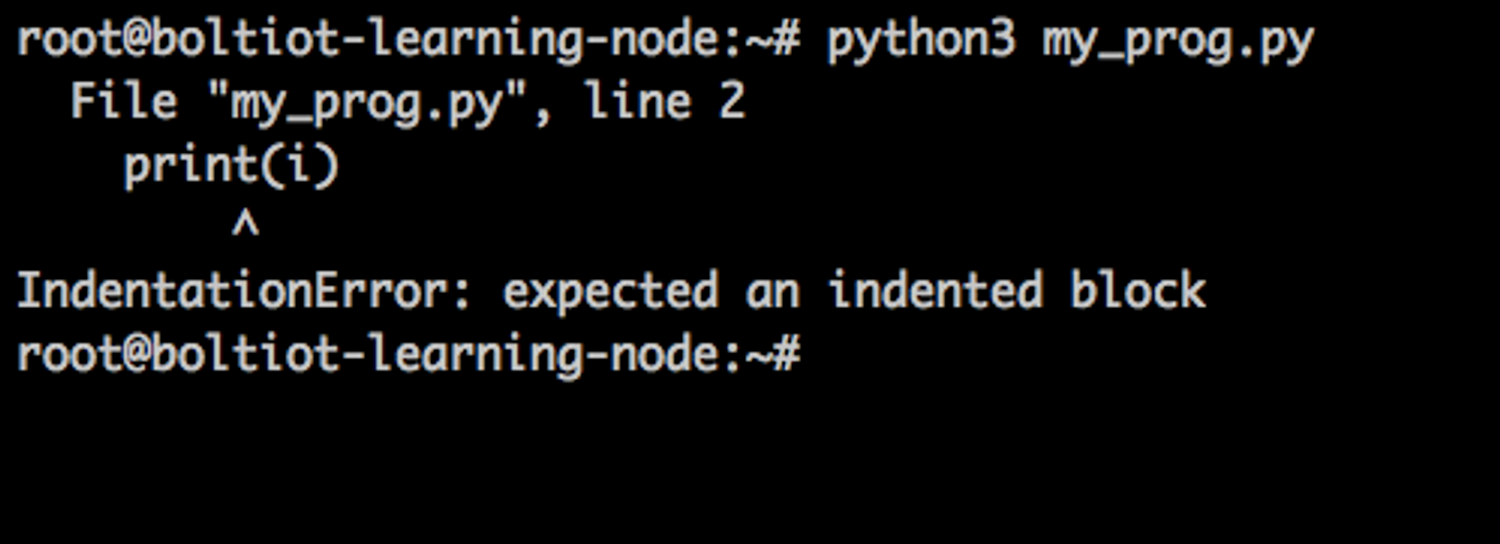 root@boltiot-learning-node:~# python3 my_prog.py
  File "my_prog.py", line 2
    print(i)
        ^
IndentationError: expected an indented block
root@boltiot-learning-node:~#